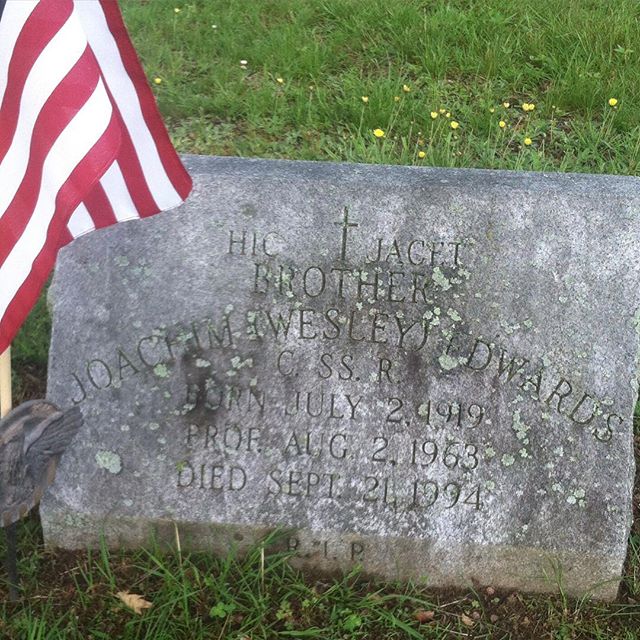 HIC † JACET
BROTHER
JOACHIM (WESLEY) EDWARDS
C. SS. R.
BORN JULY 2, 1919
PROF. AUG. 2, 1963
DIED SEPT. 21, 1994
R.I.P.